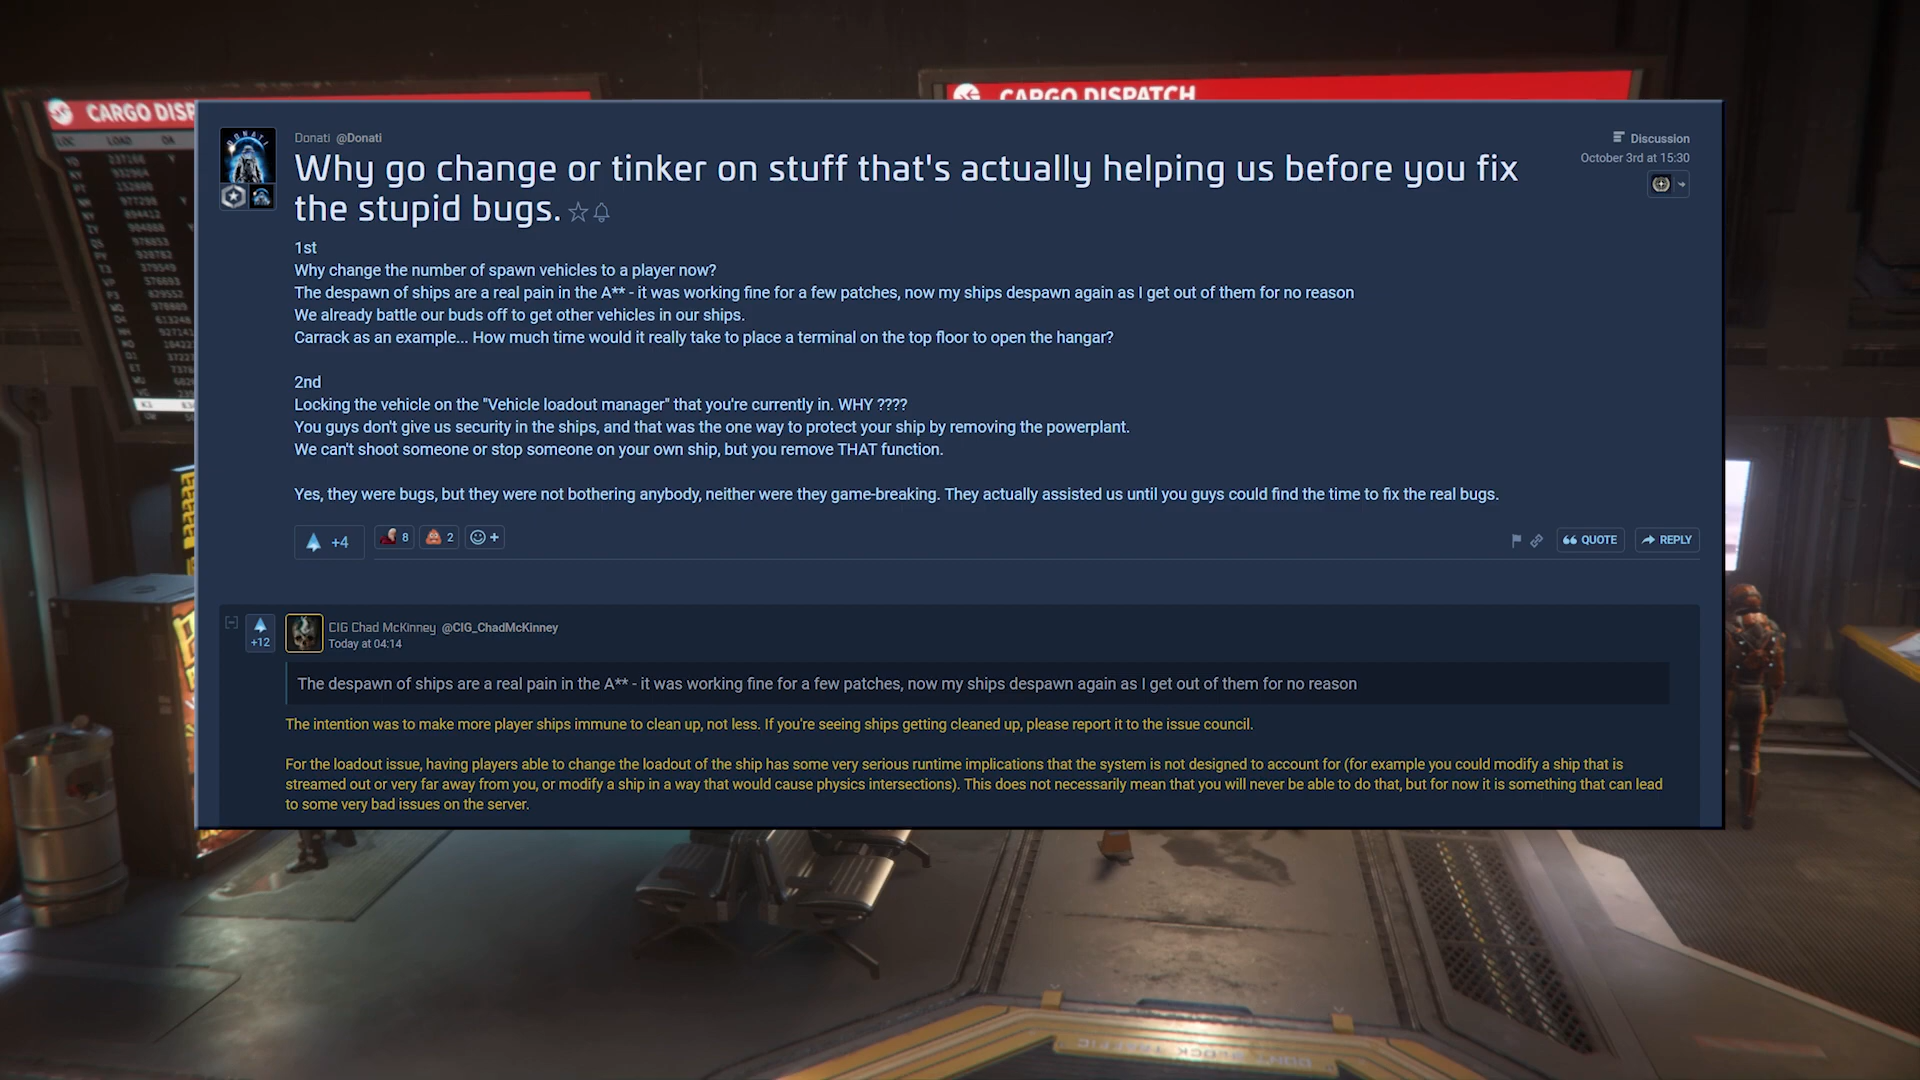 CARGO DISP
CARGO DISPATCH
LOC LOAD
Donati @Donati
Discussion
October 3rd at 15:30
Why go change or tinker on stuff that's actually helping us before you fix
the stupid bugs.
1st
Why change the number of spawn vehicles to a player now?
The despawn of ships are a real pain in the A** - it was working fine for a few patches, now my ships despawn again as I get out of them for no reason
We already battle our buds off to get other vehicles in our ships.
Carrack as an example... How much time would it really take to place a terminal on the top floor to open the hangar?
2nd
Locking the vehicle on the "Vehicle loadout manager" that you're currently in. WHY ????
You guys don't give us security in the ships, and that was the one way to protect your ship by removing the powerplant.
We can't shoot someone or stop someone on your own ship, but you remove THAT function.
Yes, they were bugs, but they were not bothering anybody, neither were they game-breaking. They actually assisted us until you guys could find the time to fix the real bugs.
+4 8 2 +
QUOTE REPLY
+12
CIG Chad McKinney @CIG_ChadMcKinney
Today at 04:14
The despawn of ships are a real pain in the A** - it was working fine for a few patches, now my ships despawn again as I get out of them for no reason
The intention was to make more player ships immune to clean up, not less. If you're seeing ships getting cleaned up, please report it to the issue council.
For the loadout issue, having players able to change the loadout of the ship has some very serious runtime implications that the system is not designed to account for (for example you could modify a ship that is
streamed out or very far away from you, or modify a ship in a way that would cause physics intersections). This does not necessarily mean that you will never be able to do that, but for now it is something that can lead
to some very bad issues on the server.